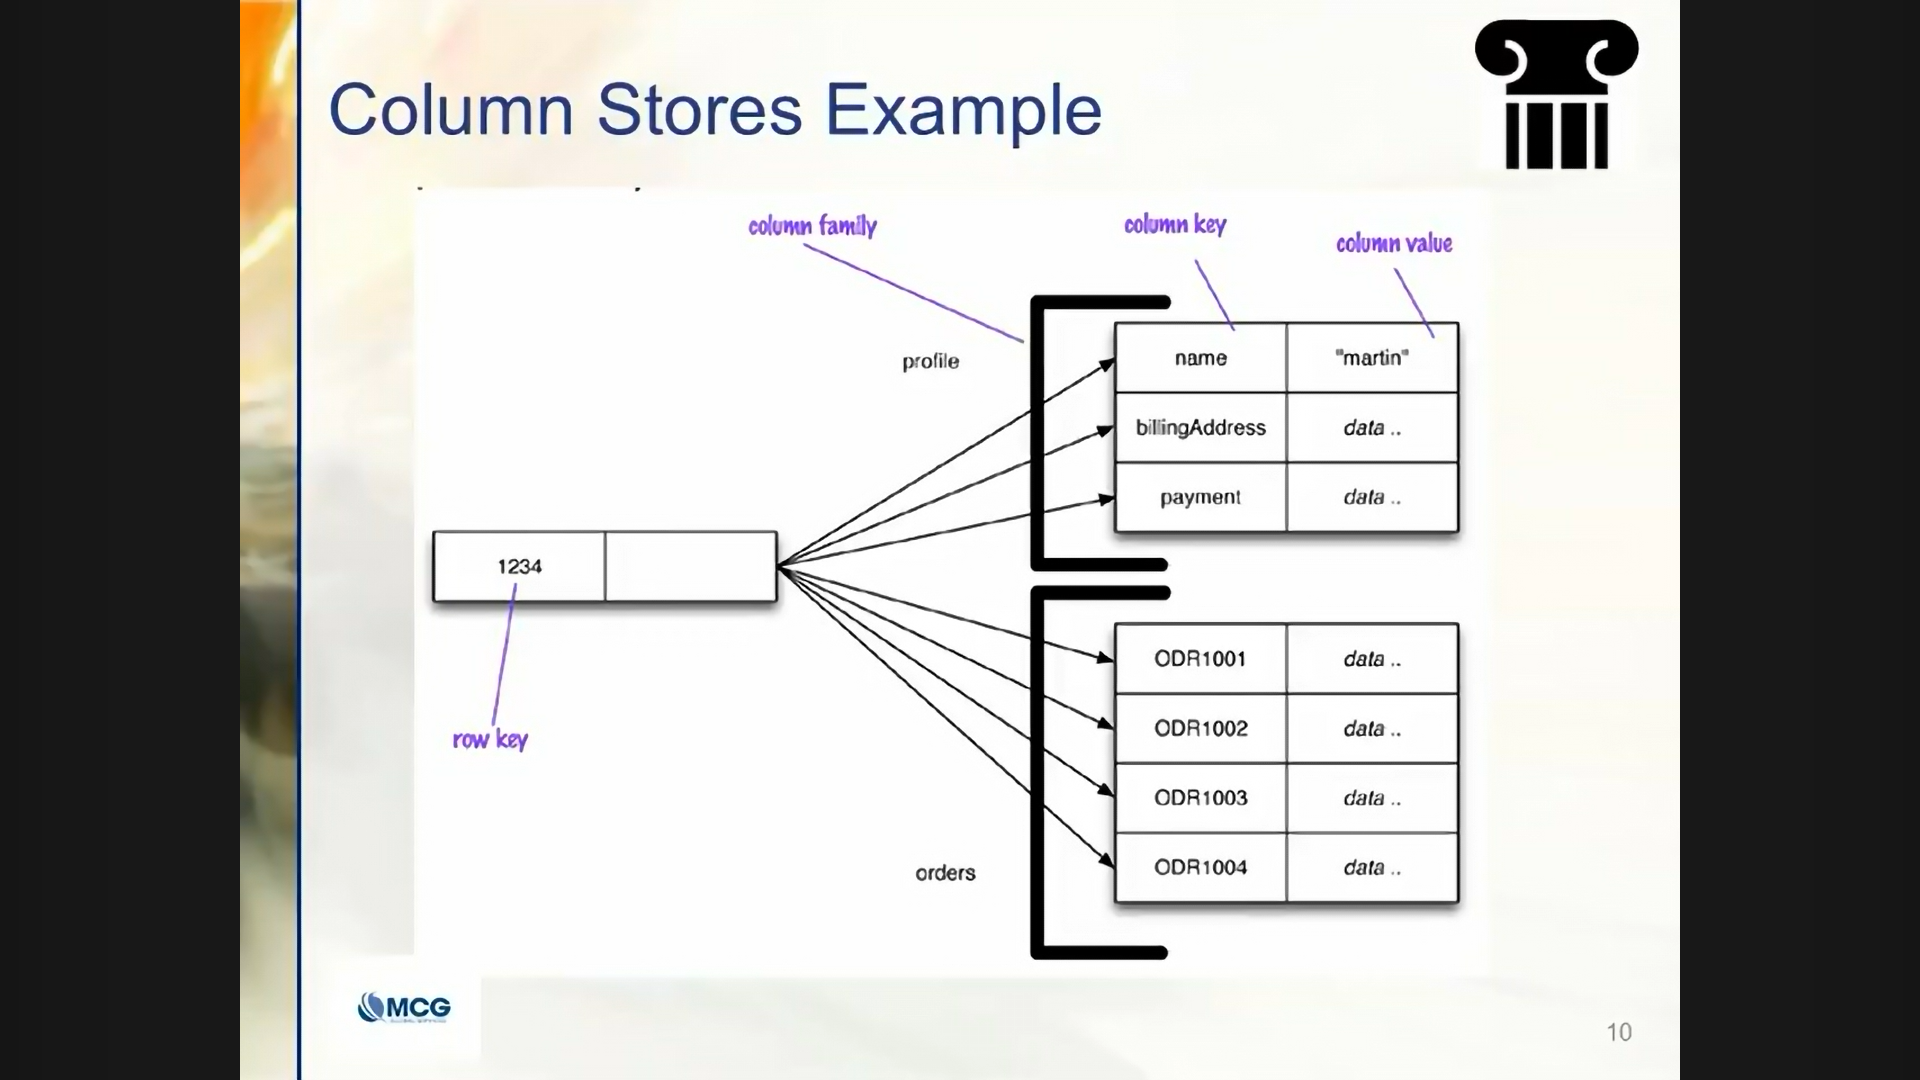 Column Stores Example
column family
column key
column value
profile
name
"martin"
billingAddress
data ..
payment
data ..
1234
row key
ODR1001
data ..
ODR1002
data ..
ODR1003
data ..
ODR1004
data ..
orders
MCG
10